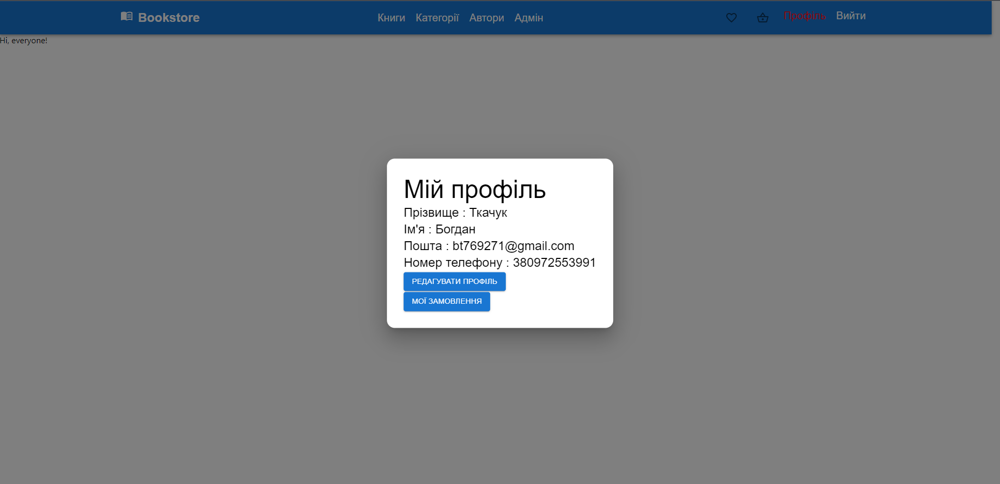 Bookstore Книги Категорії Автори Адмін Профіль Вийти
Hi, everyone!
Мій профіль
Прізвище : Ткачук
Ім'я : Богдан
Пошта : bt769271@gmail.com
Номер телефону : 380972553991
РЕДАГУВАТИ ПРОФІЛЬ
МОЇ ЗАМОВЛЕННЯ